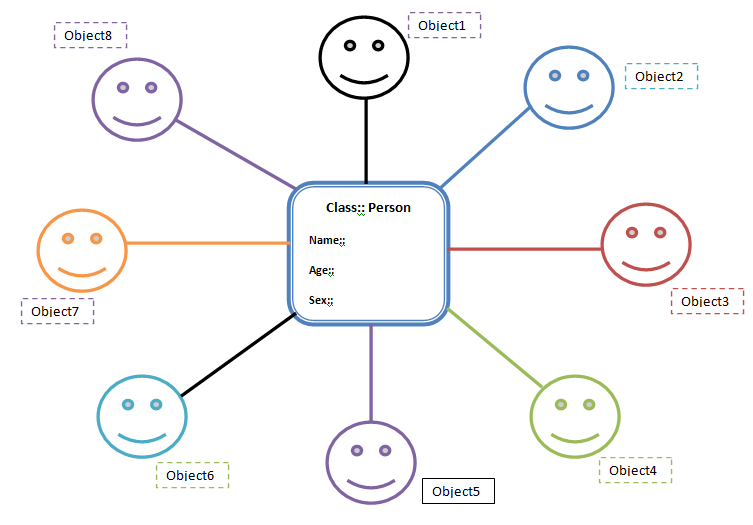 Object8
Object1
Object2
Class:: Person
Name;;
Age;;
Sex;;
Object3
Object7
Object6
Object5
Object4